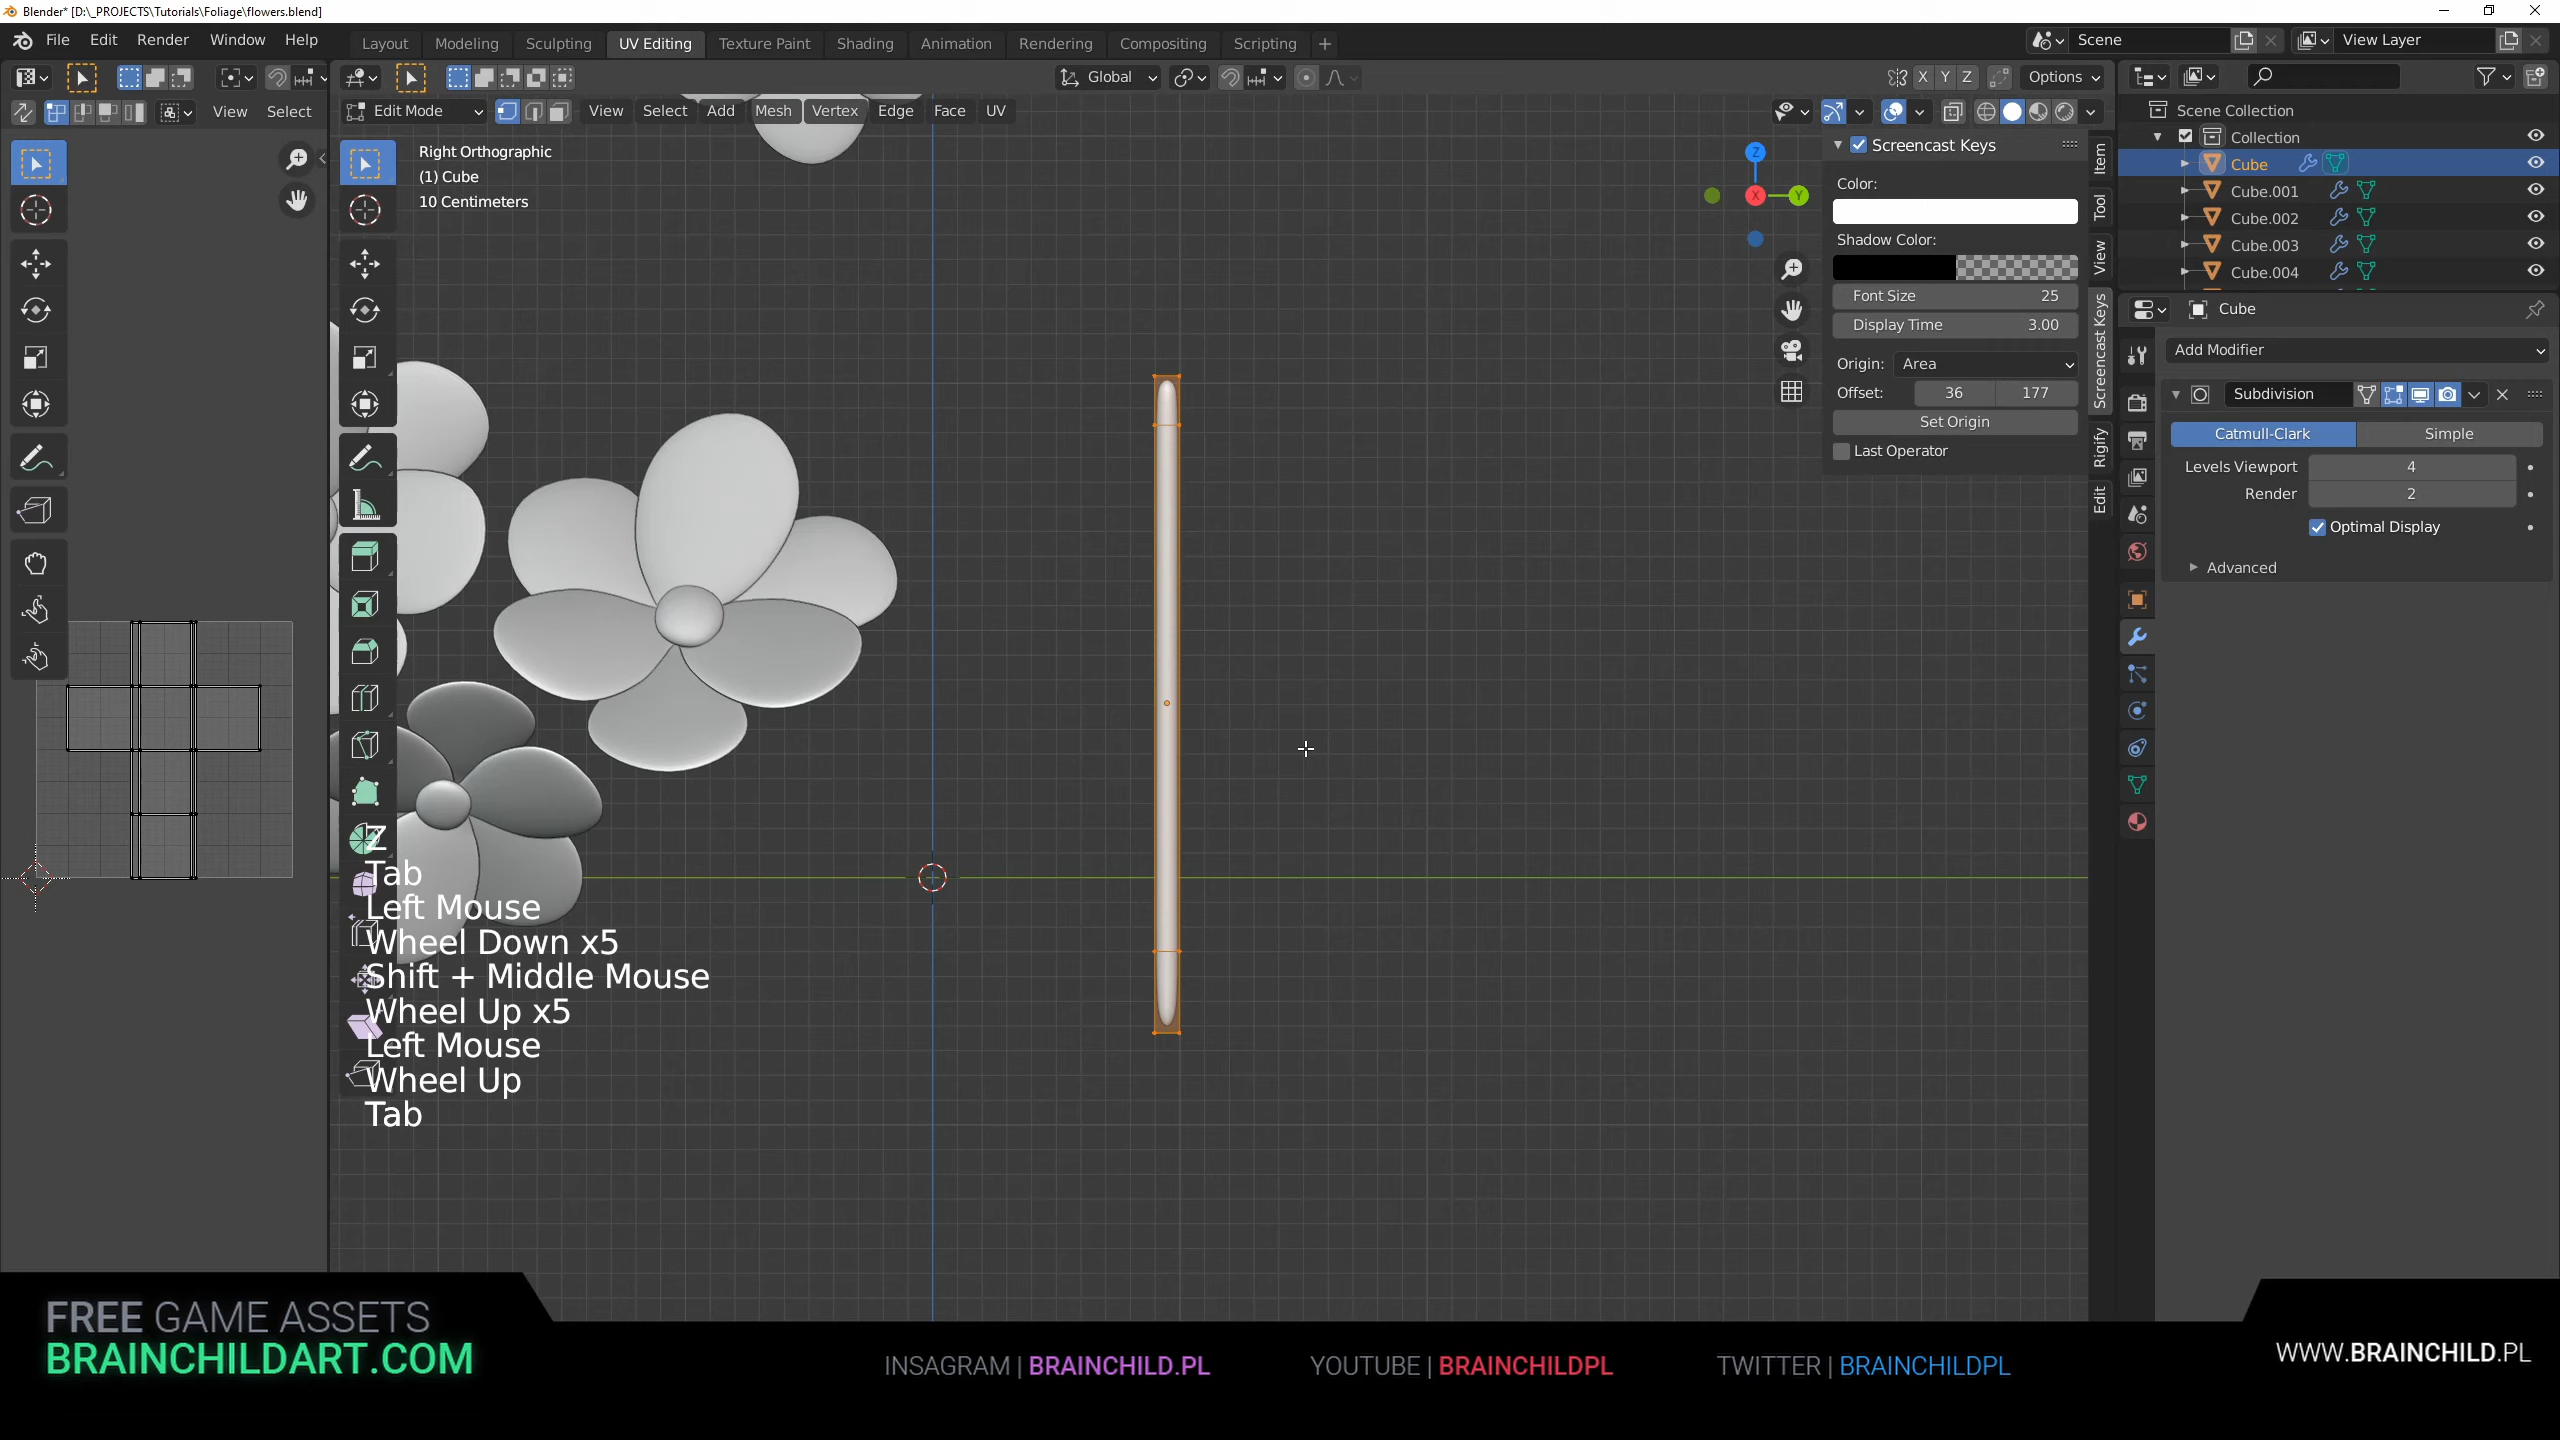 Blender* [D:\_PROJECTS\Tutorials\Foliage\flowers.blend]
File Edit Render Window Help Layout Modeling Sculpting UV Editing Texture Paint Shading Animation Rendering Compositing Scripting + Scene View Layer
Global X Y Z Options
View Select Edit Mode View Select Add Mesh Vertex Edge Face UV
Right Orthographic
(1) Cube
10 Centimeters
Z
X
Y
Screencast Keys
Color:
Shadow Color:
Font Size 25
Display Time 3.00
Origin: Area
Offset: 36 177
Set Origin
Last Operator
Item
Tool
View
Screencast Keys
Rigify
Edit
Scene Collection
Collection
Cube
Cube.001
Cube.002
Cube.003
Cube.004
Cube
Add Modifier
Subdivision
Catmull-Clark Simple
Levels Viewport 4
Render 2
Optimal Display
Advanced
Z
Tab
Left Mouse
Wheel Down x5
Shift + Middle Mouse
Wheel Up x5
Left Mouse
Wheel Up
Tab
FREE GAME ASSETS
BRAINCHILDART.COM
INSAGRAM | BRAINCHILD.PL
YOUTUBE | BRAINCHILDPL
TWITTER | BRAINCHILDPL
WWW.BRAINCHILD.PL